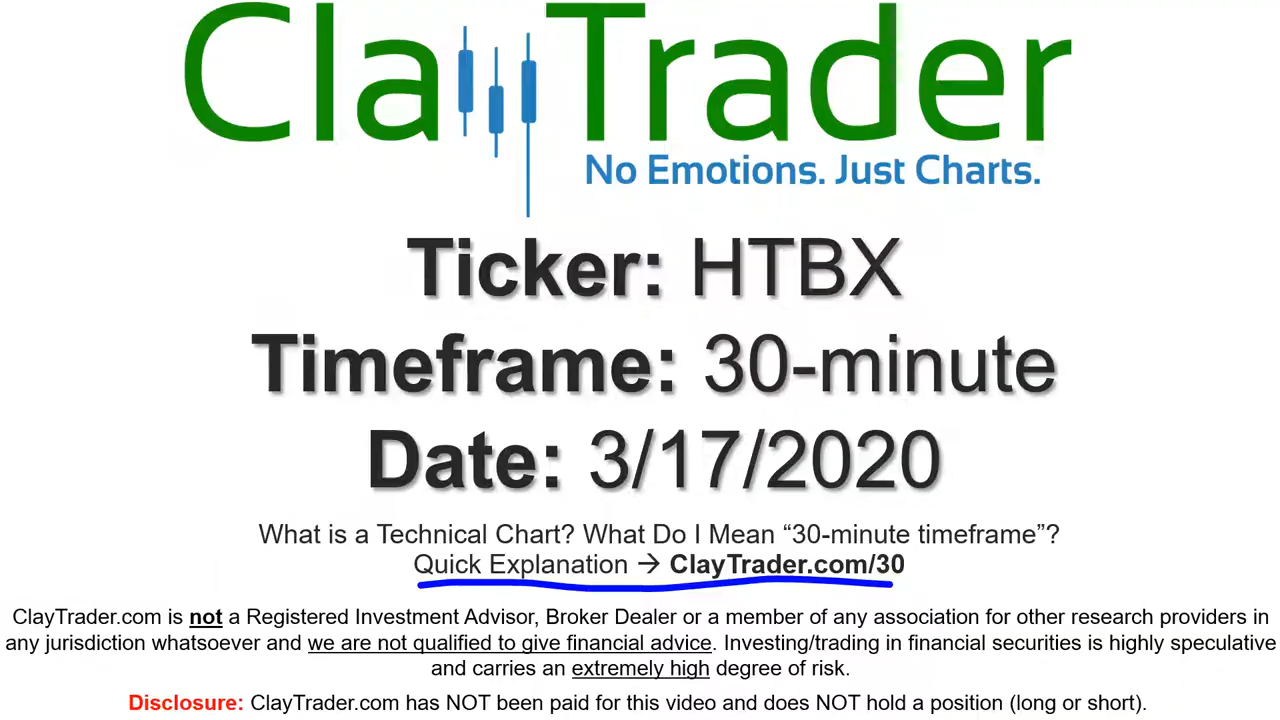 ClayTrader
No Emotions. Just Charts.
Ticker: HTBX
Timeframe: 30-minute
Date: 3/17/2020
What is a Technical Chart? What Do I Mean “30-minute timeframe”?
Quick Explanation → ClayTrader.com/30
ClayTrader.com is not a Registered Investment Advisor, Broker Dealer or a member of any association for other research providers in
any jurisdiction whatsoever and we are not qualified to give financial advice. Investing/trading in financial securities is highly speculative
and carries an extremely high degree of risk.
Disclosure: ClayTrader.com has NOT been paid for this video and does NOT hold a position (long or short).